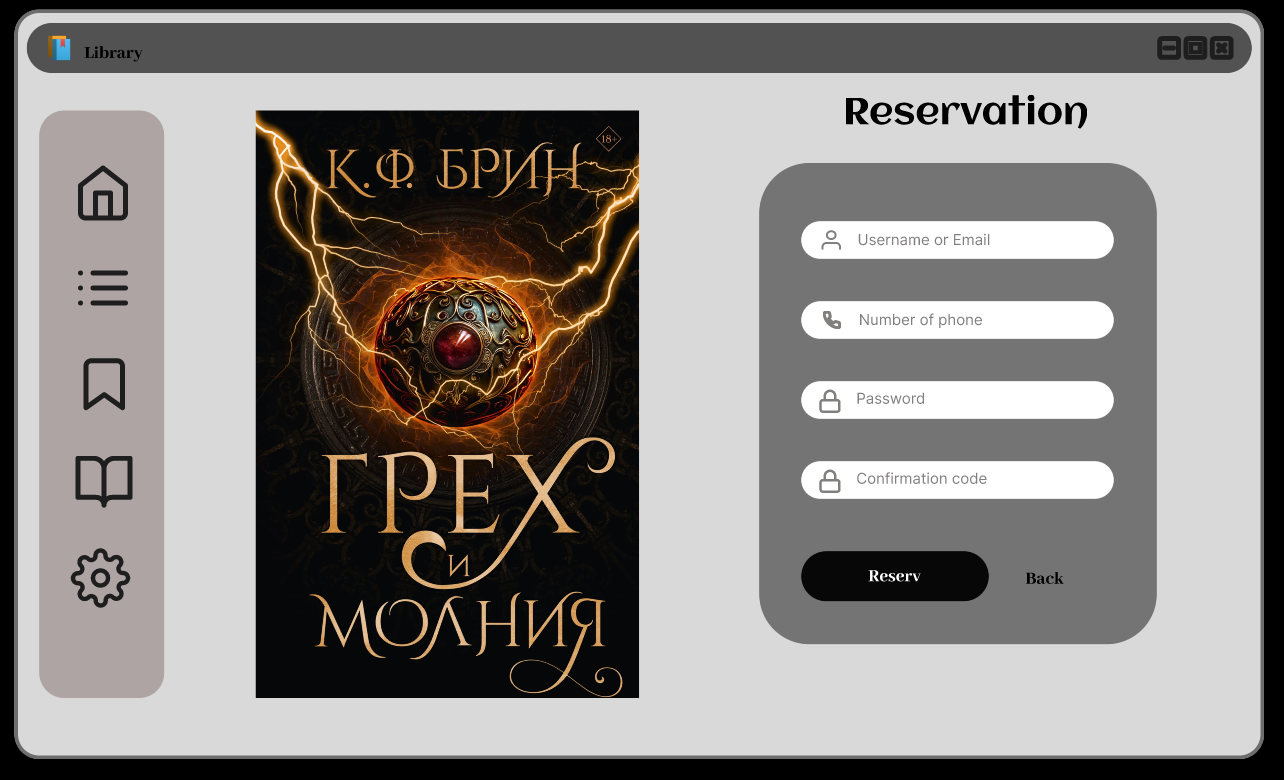 Library
Reservation
18+
К.Ф. БРИН
ГРЕХ
И
МОЛНИЯ
Username or Email
Number of phone
Password
Confirmation code
Reserv
Back